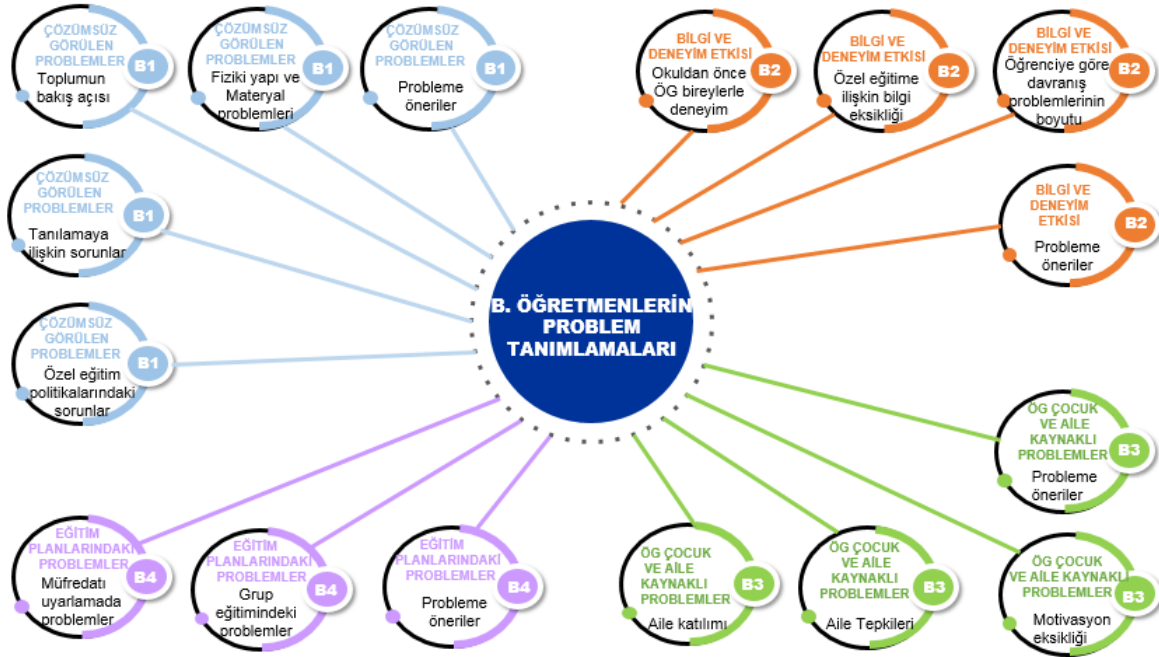 ÇÖZÜMSÜZ
GÖRÜLEN
PROBLEMLER
B1
Toplumun
bakış açısı
ÇÖZÜMSÜZ
GÖRÜLEN
PROBLEMLER
B1
Fiziki yapı ve
Materyal
problemleri
ÇÖZÜMSÜZ
GÖRÜLEN
PROBLEMLER
B1
Probleme
öneriler
BİLGİ VE
DENEYİM ETKİSİ
B2
Okuldan önce
ÖG bireylerle
deneyim
BİLGİ VE
DENEYİM ETKİSİ
B2
Özel eğitime
ilişkin bilgi
eksikliği
BİLGİ VE
DENEYİM ETKİSİ
B2
Öğrenciye göre
davranış
problemlerinin
boyutu
ÇÖZÜMSÜZ
GÖRÜLEN
PROBLEMLER
B1
Tanılamaya
ilişkin sorunlar
BİLGİ VE
DENEYİM
ETKİSİ
B2
Probleme
öneriler
B. ÖĞRETMENLERİN
PROBLEM
TANIMLAMALARI
ÇÖZÜMSÜZ
GÖRÜLEN
PROBLEMLER
B1
Özel eğitim
politikalarındaki
sorunlar
ÖG ÇOCUK
VE AİLE
KAYNAKLI
PROBLEMLER
B3
Probleme
öneriler
EĞİTİM
PLANLARINDAKİ
PROBLEMLER
B4
Müfredatı
uyarlamada
problemler
EĞİTİM
PLANLARINDAKİ
PROBLEMLER
B4
Grup
eğitimindeki
problemler
EĞİTİM
PLANLARINDAKİ
PROBLEMLER
B4
Probleme
öneriler
ÖG ÇOCUK
VE AİLE
KAYNAKLI
PROBLEMLER
B3
Aile katılımı
ÖG ÇOCUK
VE AİLE
KAYNAKLI
PROBLEMLER
B3
Aile Tepkileri
ÖG ÇOCUK
VE AİLE KAYNAKLI
PROBLEMLER
B3
Motivasyon
eksikliği